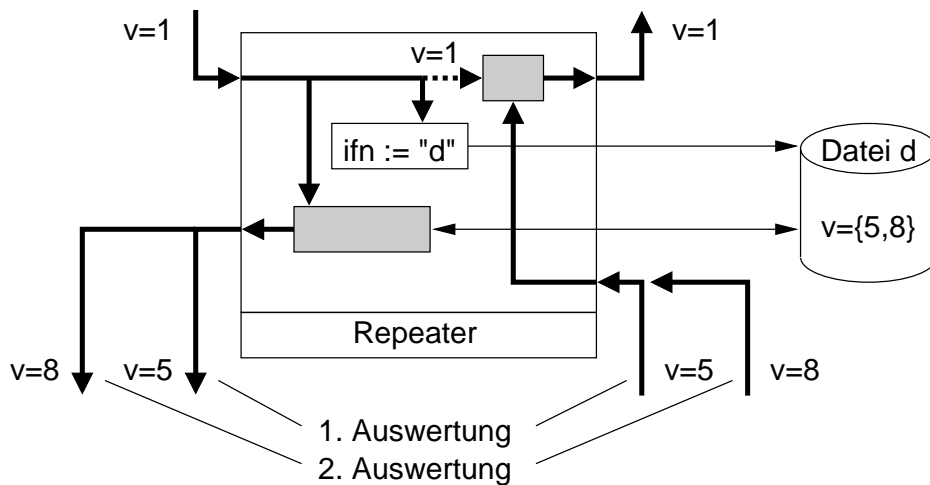 v=1
v=1
v=1
ifn := "d"
Datei d
v={5,8}
Repeater
v=8
v=5
v=5
v=8
1. Auswertung
2. Auswertung